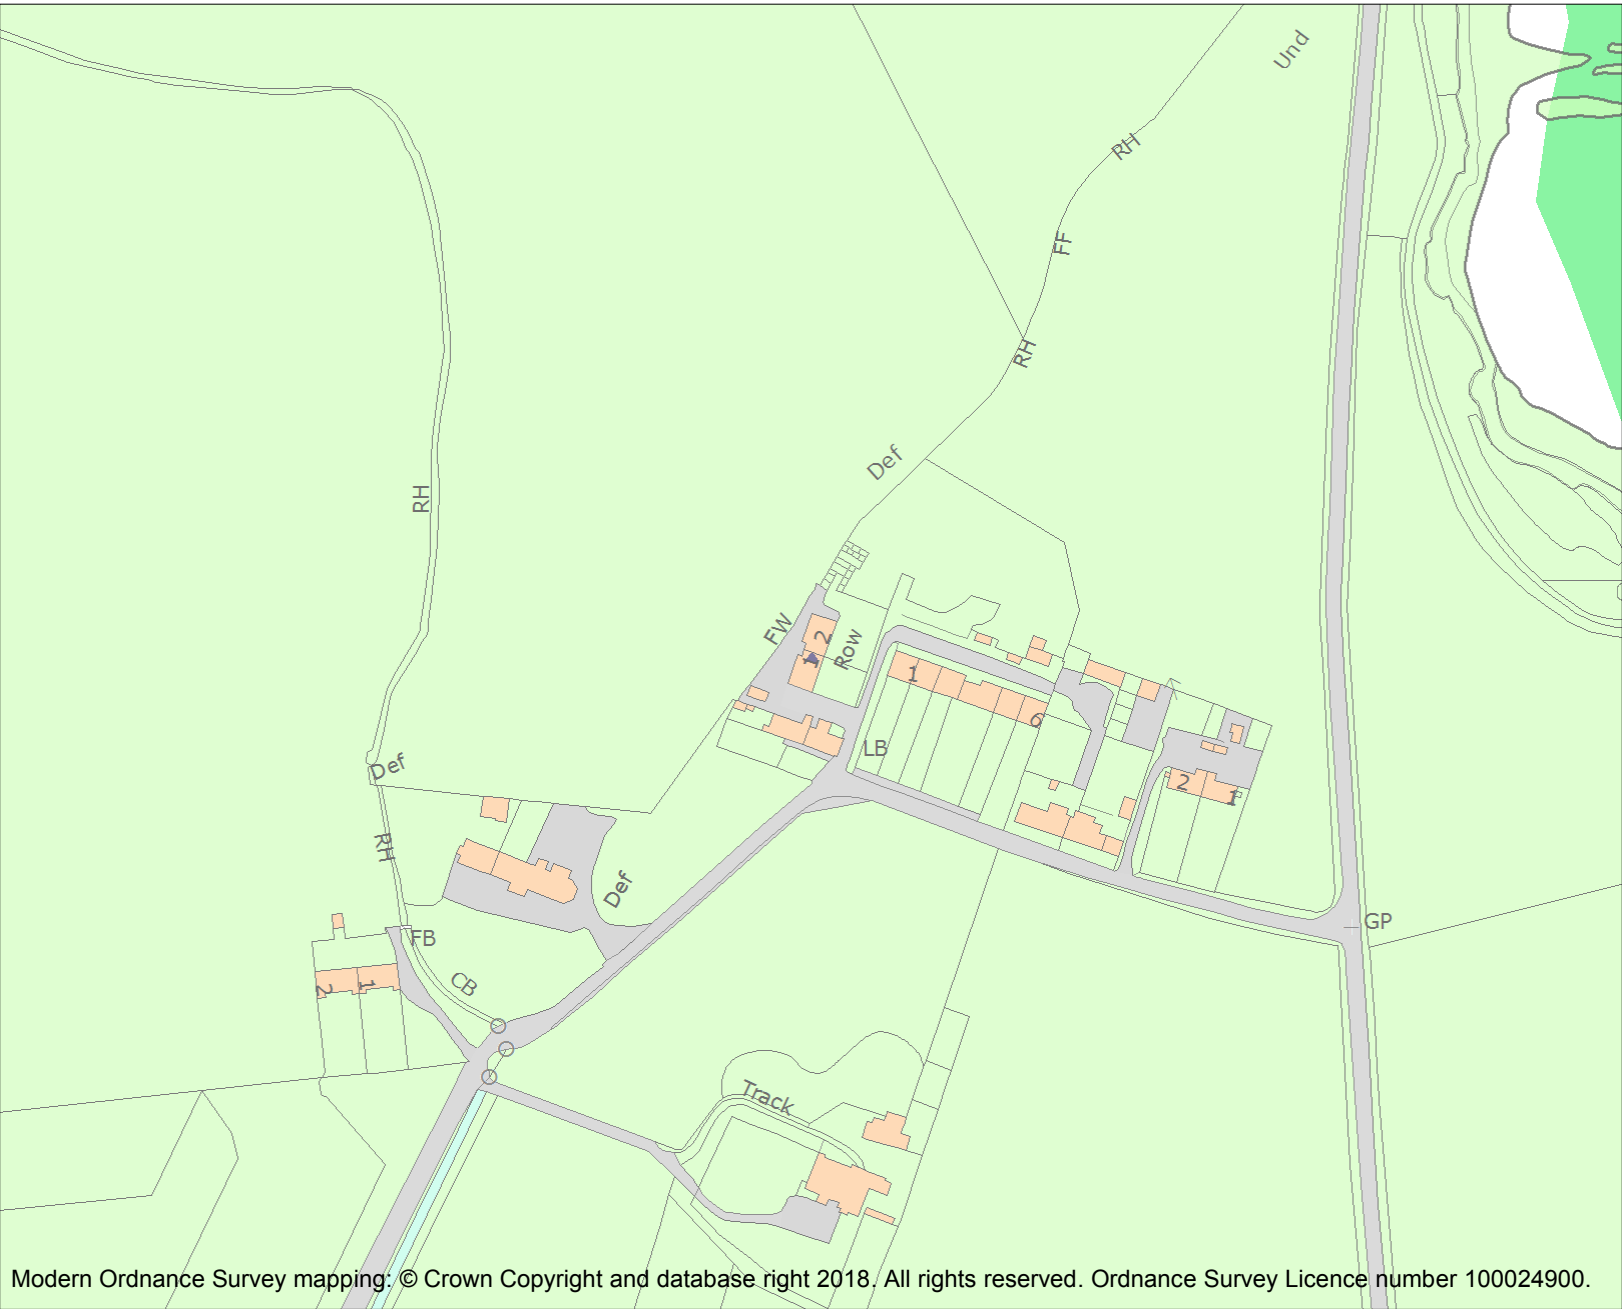 Und
RH
FF
RH
Def
RH
FW
2
1
Row
1
6
LB
Def
2
1
RH
Def
GP
FB
CB
2
1
Track
Modern Ordnance Survey mapping: © Crown Copyright and database right 2018. All rights reserved. Ordnance Survey Licence number 100024900.